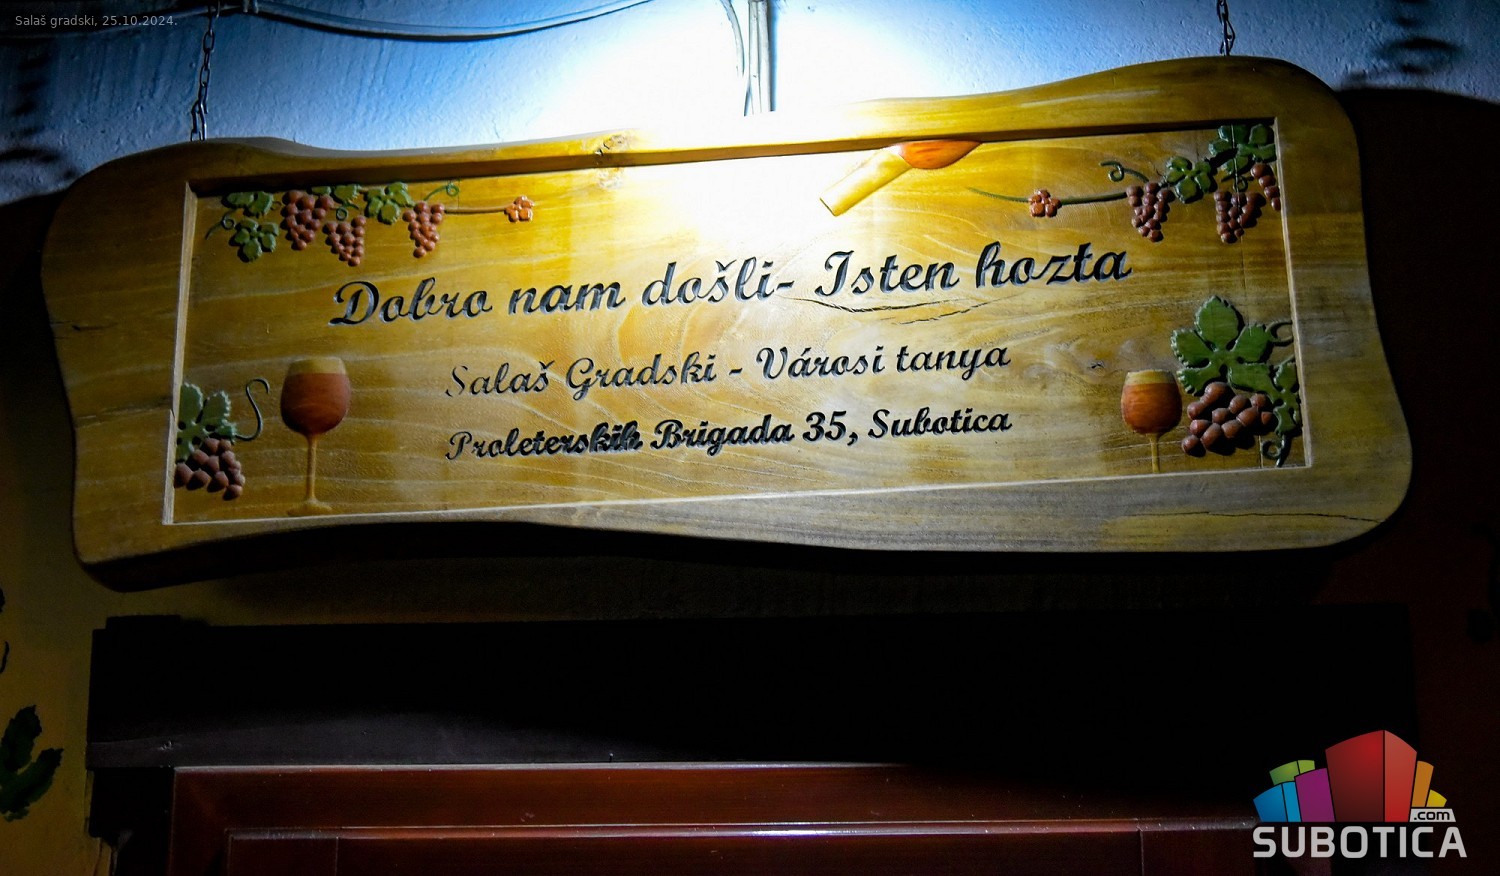 Salaš gradski, 25.10.2024.
Dobro nam došli- Isten hozta
Salaš Gradski - Városi tanya
Proleterskih Brigada 35, Subotica
.com
SUBOTICA